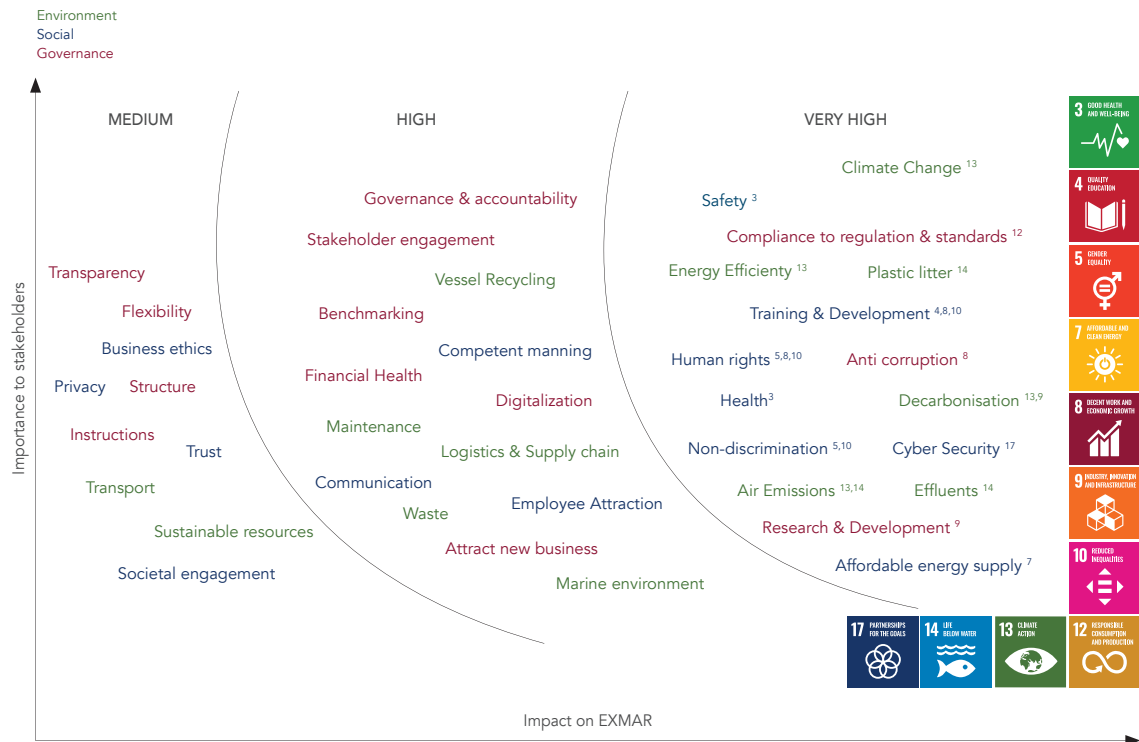 Environment
Social
Governance
MEDIUM
HIGH
VERY HIGH
Importance to stakeholders
Transparency
Flexibility
Business ethics
Privacy
Structure
Instructions
Trust
Transport
Sustainable resources
Societal engagement
Governance & accountability
Stakeholder engagement
Vessel Recycling
Benchmarking
Competent manning
Financial Health
Digitalization
Maintenance
Logistics & Supply chain
Communication
Employee Attraction
Waste
Attract new business
Marine environment
Climate Change 13
Safety 3
Compliance to regulation & standards 12
Energy Efficiency 13
Plastic litter 14
Training & Development 4,8,10
Human rights 5,8,10
Anti corruption 8
Health3
Decarbonisation 13,9
Non-discrimination 5,10
Cyber Security 17
Air Emissions 13,14
Effluents 14
Research & Development 9
Affordable energy supply 7
3 GOOD HEALTH
AND WELL-BEING
4 QUALITY
EDUCATION
5 GENDER
EQUALITY
7 AFFORDABLE AND
CLEAN ENERGY
8 DECENT WORK AND
ECONOMIC GROWTH
9 INDUSTRY, INNOVATION
AND INFRASTRUCTURE
10 REDUCED
INEQUALITIES
17 PARTNERSHIPS
FOR THE GOALS
14 LIFE
BELOW WATER
13 CLIMATE
ACTION
12 RESPONSIBLE
CONSUMPTION
AND PRODUCTION
Impact on EXMAR